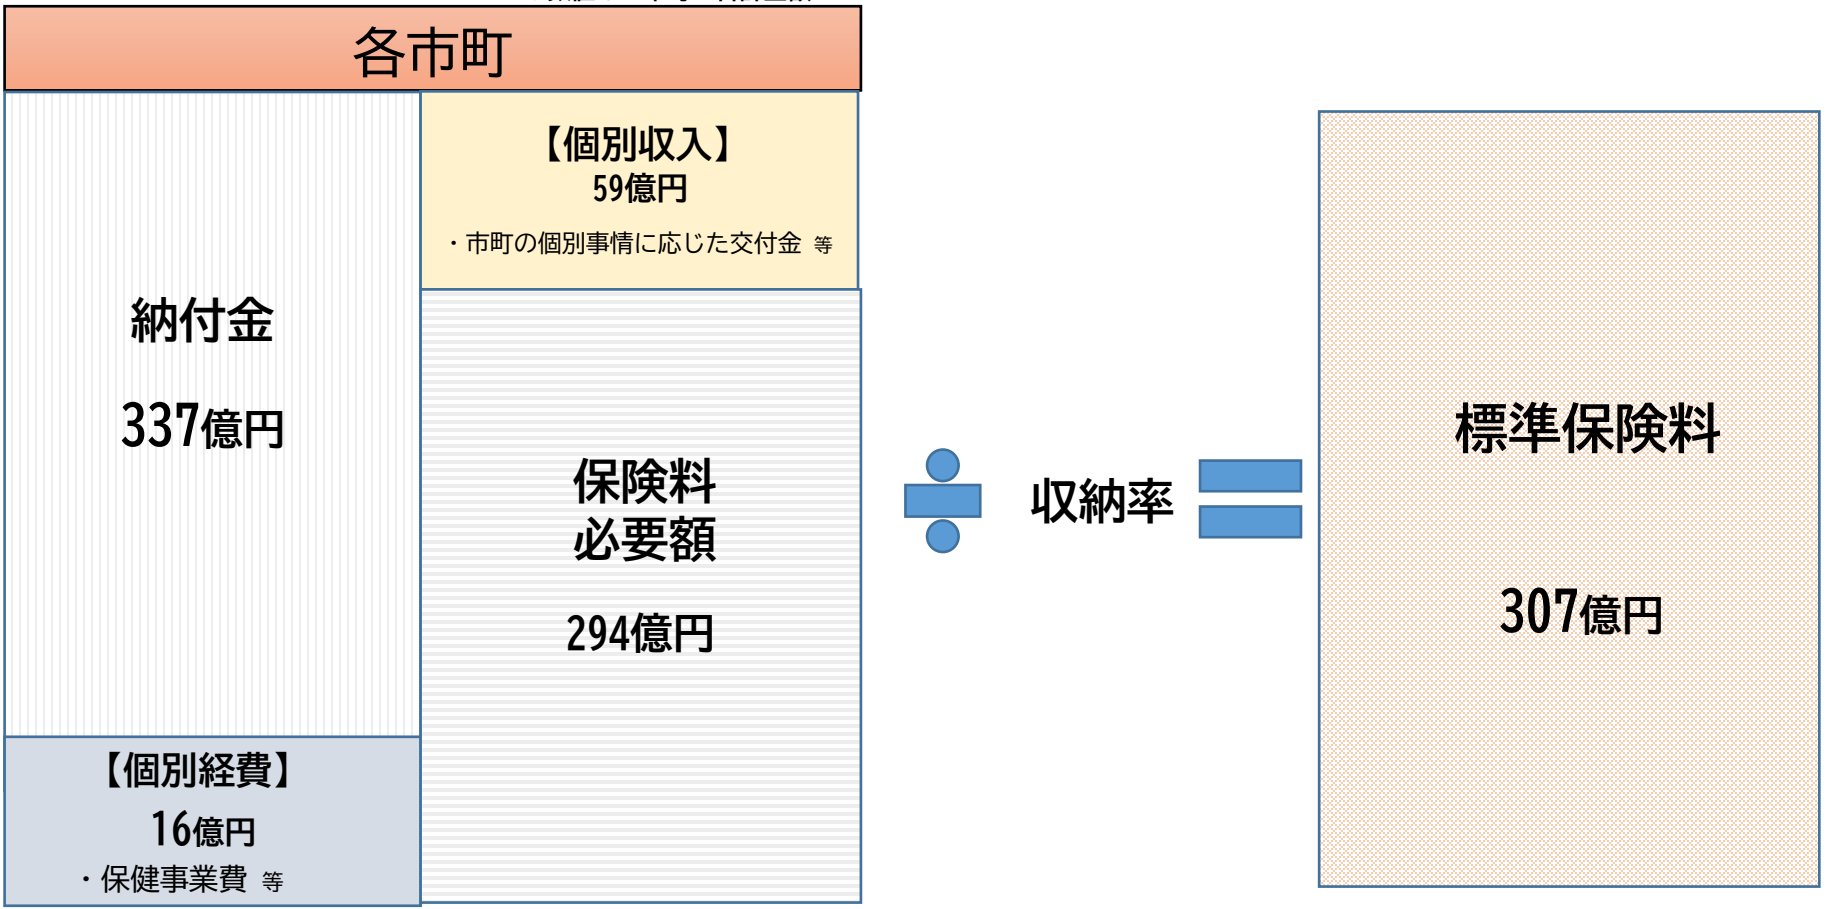 各市町
【個別収入】
59億円
・市町の個別事情に応じた交付金 等
納付金
337億円
保険料
必要額
294億円
収納率
標準保険料
307億円
【個別経費】
16億円
・保健事業費 等